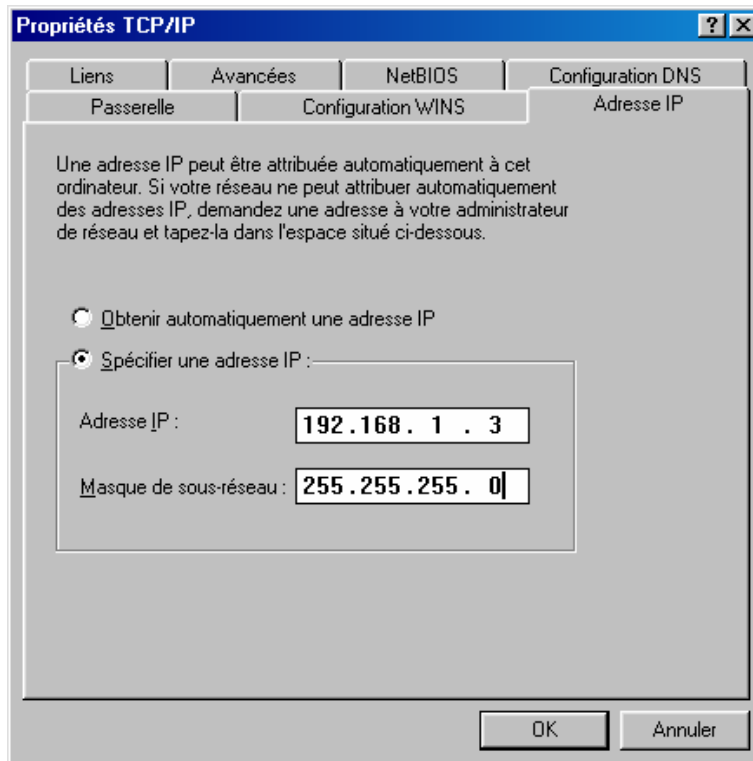 Propriétés TCP/IP
Liens Avancées NetBIOS Configuration DNS
Passerelle Configuration WINS Adresse IP
Une adresse IP peut être attribuée automatiquement à cet
ordinateur. Si votre réseau ne peut attribuer automatiquement
des adresses IP, demandez une adresse à votre administrateur
de réseau et tapez-la dans l'espace situé ci-dessous.
Obtenir automatiquement une adresse IP
Spécifier une adresse IP :
Adresse IP : 192.168. 1 . 3
Masque de sous-réseau : 255.255.255. 0
OK Annuler